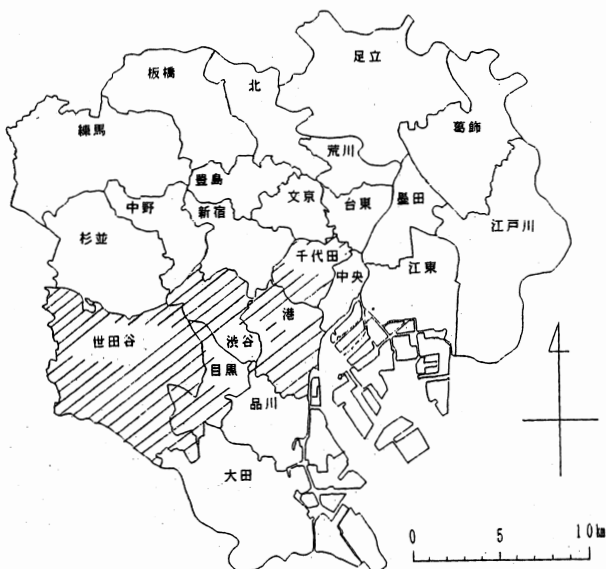 足立
板橋
北
練馬
葛飾
荒川
豊島
文京
台東
墨田
中野
新宿
江戸川
杉並
千代田
江東
中央
港
世田谷
渋谷
目黒
品川
大田
0 5 10km